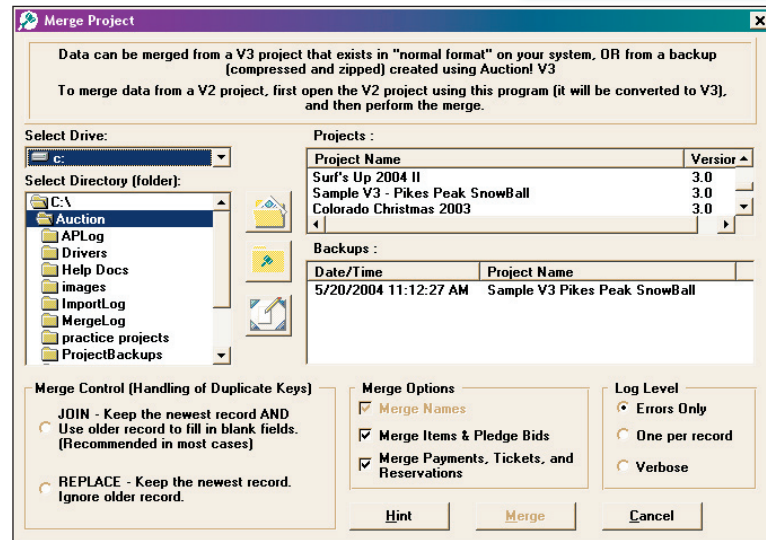 Merge Project
Data can be merged from a V3 project that exists in "normal format" on your system, OR from a backup
(compressed and zipped) created using Auction! V3
To merge data from a V2 project, first open the V2 project using this program (it will be converted to V3),
and then perform the merge.
Select Drive:
c:
Select Directory (folder):
C:\
Auction
APLog
Drivers
Help Docs
images
ImportLog
MergeLog
practice projects
ProjectBackups
Projects :
Project Name Versior
Surf's Up 2004 II 3.0
Sample V3 - Pikes Peak SnowBall 3.0
Colorado Christmas 2003 3.0
Backups :
Date/Time Project Name
5/20/2004 11:12:27 AM Sample V3 Pikes Peak SnowBall
Merge Control (Handling of Duplicate Keys)
JOIN - Keep the newest record AND
Use older record to fill in blank fields.
(Recommended in most cases)
REPLACE - Keep the newest record.
Ignore older record.
Merge Options
Merge Names
Merge Items & Pledge Bids
Merge Payments, Tickets, and
Reservations
Log Level
Errors Only
One per record
Verbose
Hint Merge Cancel